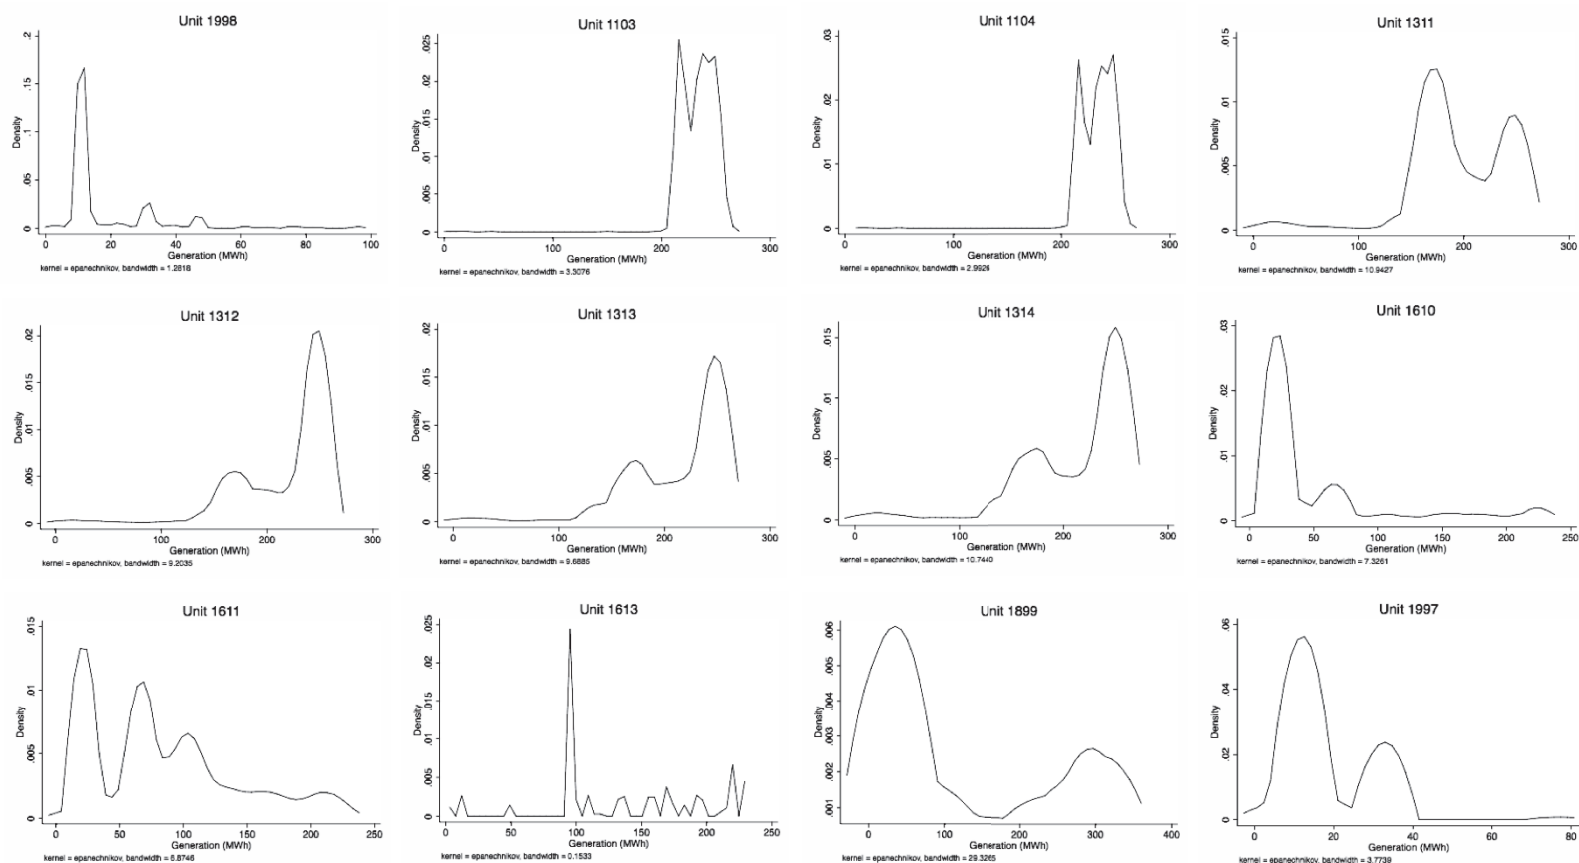 Unit 1998
.2
.15
.1
.05
0
Density
0 20 40 60 80 100
Generation (MWh)
kernel = epanechnikov, bandwidth = 1.2818
Unit 1103
.025
.02
.015
.01
.005
0
Density
0 100 200 300
Generation (MWh)
kernel = epanechnikov, bandwidth = 3.3076
Unit 1104
.03
.02
.01
0
Density
0 100 200 300
Generation (MWh)
kernel = epanechnikov, bandwidth = 2.9926
Unit 1311
.015
.01
.005
0
Density
0 100 200 300
Generation (MWh)
kernel = epanechnikov, bandwidth = 10.9427
Unit 1312
.02
.015
.01
.005
0
Density
0 100 200 300
Generation (MWh)
kernel = epanechnikov, bandwidth = 9.2035
Unit 1313
.02
.015
.01
.005
0
Density
0 100 200 300
Generation (MWh)
kernel = epanechnikov, bandwidth = 9.6885
Unit 1314
.015
.01
.005
0
Density
0 100 200 300
Generation (MWh)
kernel = epanechnikov, bandwidth = 10.7440
Unit 1610
.03
.02
.01
0
Density
0 50 100 150 200 250
Generation (MWh)
kernel = epanechnikov, bandwidth = 7.3261
Unit 1611
.015
.01
.005
0
Density
0 50 100 150 200 250
Generation (MWh)
kernel = epanechnikov, bandwidth = 6.8746
Unit 1613
.025
.02
.015
.01
.005
0
Density
0 50 100 150 200 250
Generation (MWh)
kernel = epanechnikov, bandwidth = 0.1533
Unit 1899
.006
.005
.004
.003
.002
.001
Density
0 100 200 300 400
Generation (MWh)
kernel = epanechnikov, bandwidth = 29.3265
Unit 1997
.06
.04
.02
0
Density
0 20 40 60 80
Generation (MWh)
kernel = epanechnikov, bandwidth = 3.7739